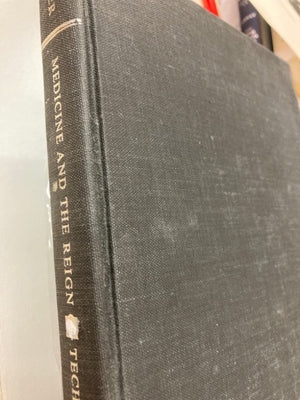 R
MEDICINE AND THE REIGN
TECH